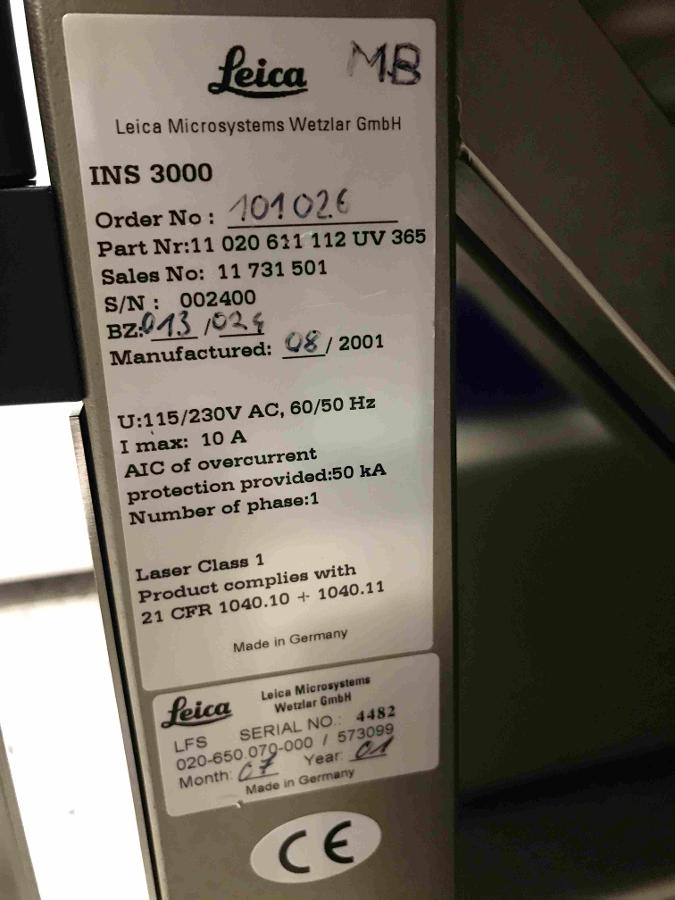 Leica MB
Leica Microsystems Wetzlar GmbH
INS 3000
Order No : 101026
Part Nr:11 020 611 112 UV 365
Sales No: 11 731 501
S/N : 002400
BZ:013 /024
Manufactured: 08/ 2001
U:115/230V AC, 60/50 Hz
I max: 10 A
AIC of overcurrent
protection provided:50 kA
Number of phase:1
Laser Class 1
Product complies with
21 CFR 1040.10 + 1040.11
Made in Germany
Leica Leica Microsystems
Wetzlar GmbH
LFS SERIAL NO.: 4482
020-650.070-000 / 573099
Month: 07 Year: 01
Made in Germany
CE